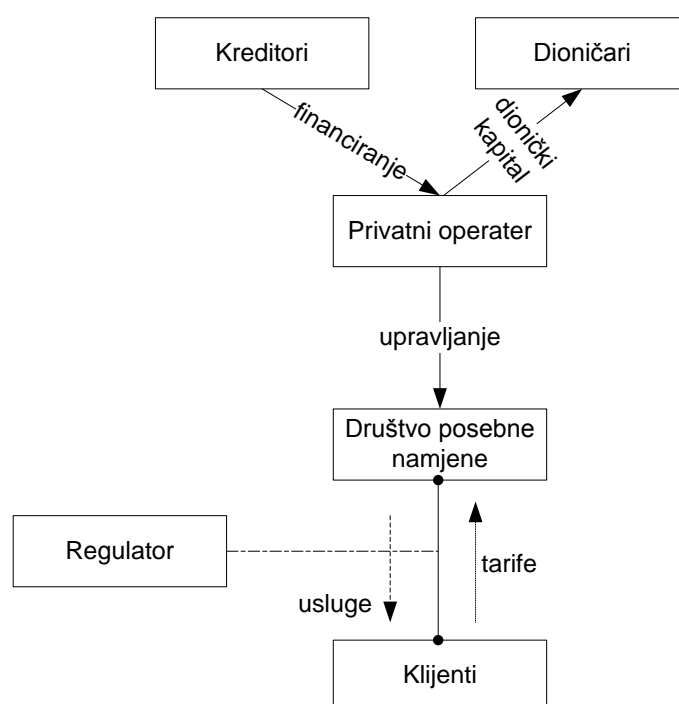 Kreditori
Dioničari
financiranje
dionički
kapital
Privatni operater
upravljanje
Društvo posebne
namjene
Regulator
tarife
usluge
Klijenti